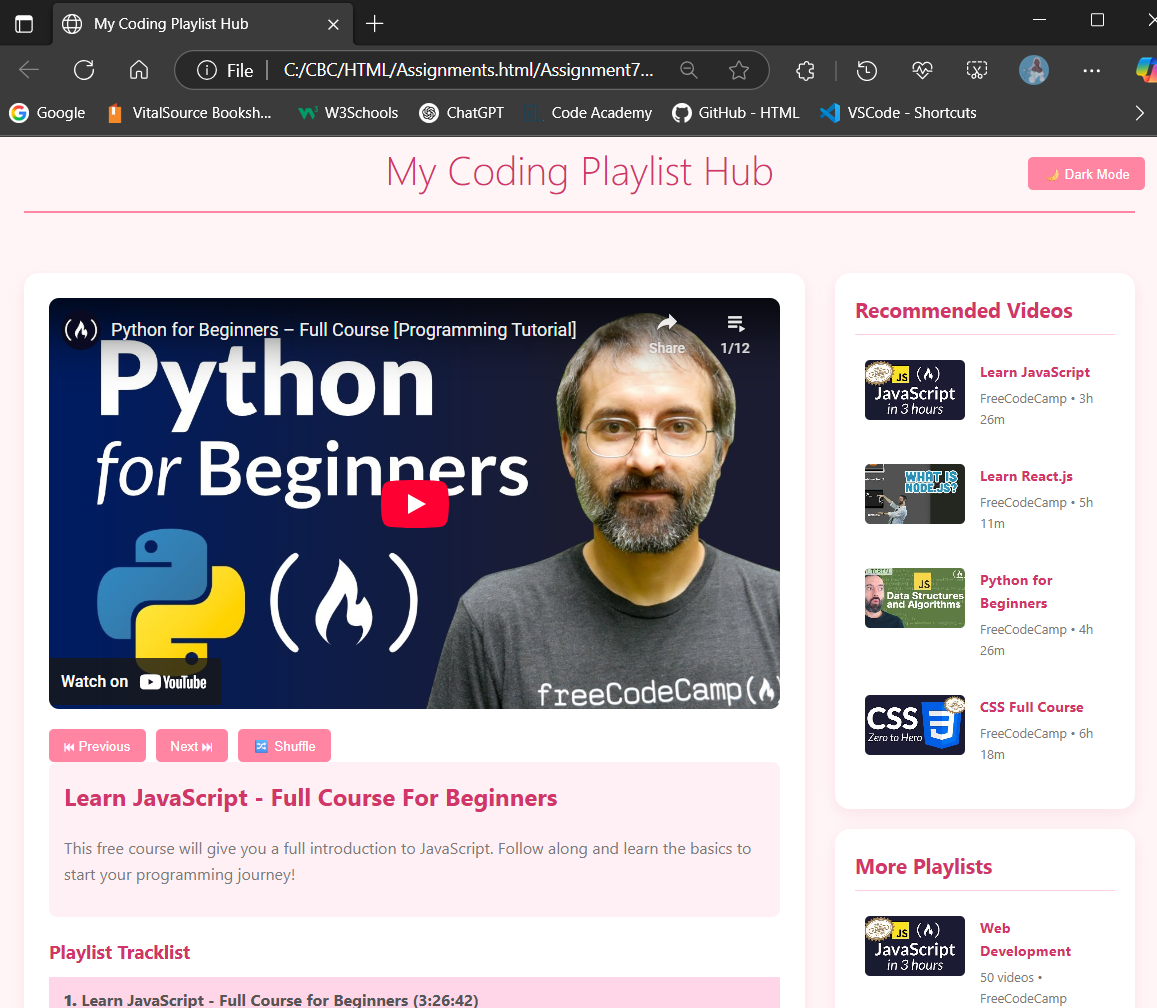 My Coding Playlist Hub
File
C:/CBC/HTML/Assignments.html/Assignment7...
Google
VitalSource Booksh...
W3Schools
ChatGPT
Code Academy
GitHub - HTML
VSCode - Shortcuts
My Coding Playlist Hub
🌙 Dark Mode
Python for Beginners – Full Course [Programming Tutorial]
Share
1/12
Python
for Beginners
freeCodeCamp
Watch on YouTube
⏮ Previous
Next ⏭
🔀 Shuffle
Learn JavaScript - Full Course For Beginners
This free course will give you a full introduction to JavaScript. Follow along and learn the basics to
start your programming journey!
Playlist Tracklist
1. Learn JavaScript - Full Course for Beginners (3:26:42)
Recommended Videos
JS
JavaScript
in 3 hours
Learn JavaScript
FreeCodeCamp • 3h
26m
WHAT IS
NODE.JS?
Learn React.js
FreeCodeCamp • 5h
11m
JS
Data Structures
and Algorithms
Python for
Beginners
FreeCodeCamp • 4h
26m
CSS
Zero to Hero
CSS Full Course
FreeCodeCamp • 6h
18m
More Playlists
JS
JavaScript
in 3 hours
Web
Development
50 videos •
FreeCodeCamp